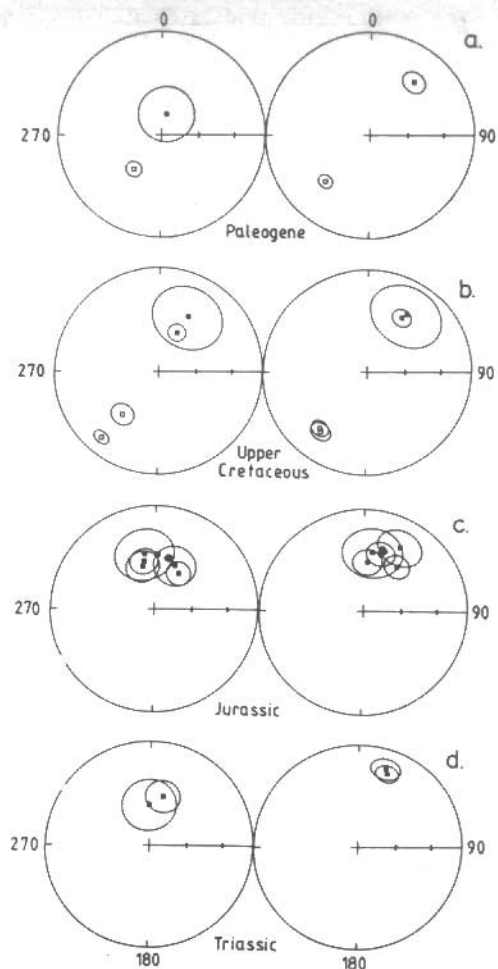 0 0
a.
270 90
Paleogene
b.
270 90
Upper
Cretaceous
c.
270 90
Jurassic
d.
270 90
Triassic
180 180